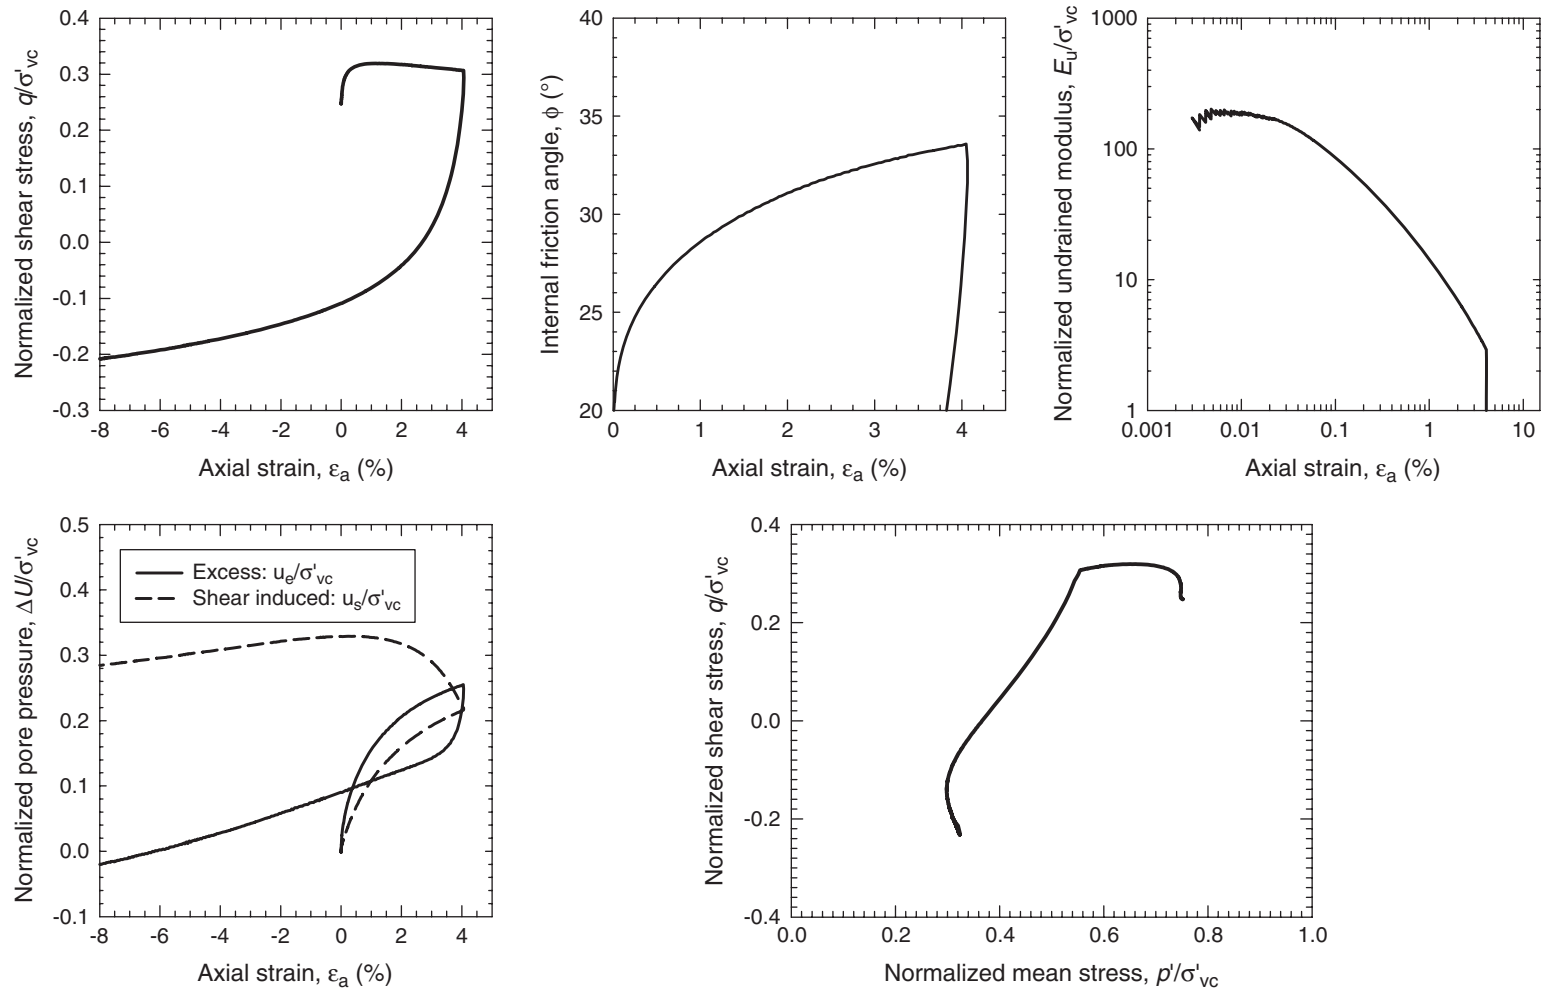 0.4
0.3
0.2
0.1
0.0
-0.1
-0.2
-0.3
-8 -6 -4 -2 0 2 4
Normalized shear stress, q/σ'vc
Axial strain, εa (%)
40
35
30
25
20
0 1 2 3 4
Internal friction angle, ϕ (°)
Axial strain, εa (%)
1000
100
10
1
0.001 0.01 0.1 1 10
Normalized undrained modulus, Eu/σ'vc
Axial strain, εa (%)
0.5
0.4
0.3
0.2
0.1
0.0
-0.1
-8 -6 -4 -2 0 2 4
Normalized pore pressure, ΔU/σ'vc
Excess: ue/σ'vc
Shear induced: us/σ'vc
Axial strain, εa (%)
0.4
0.2
0.0
-0.2
-0.4
0.0 0.2 0.4 0.6 0.8 1.0
Normalized shear stress, q/σ'vc
Normalized mean stress, p'/σ'vc